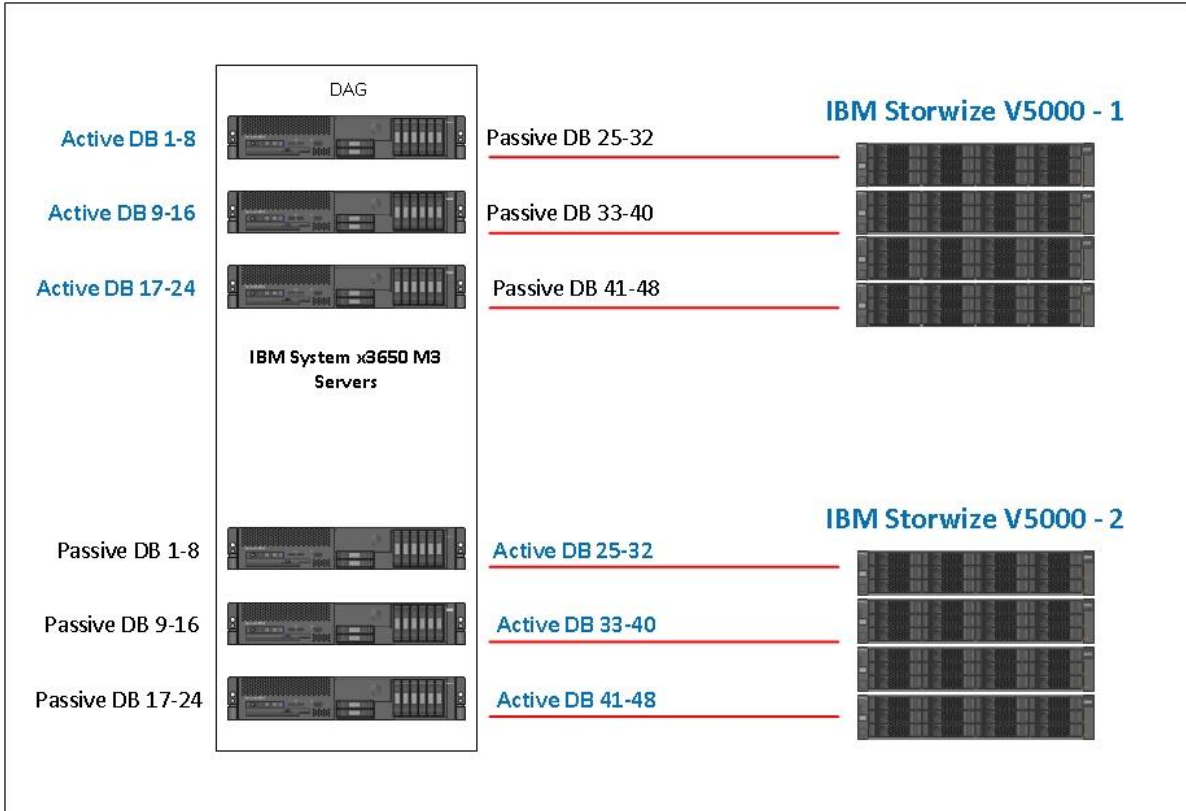 DAG
IBM Storwize V5000 - 1
Active DB 1-8
Passive DB 25-32
Active DB 9-16
Passive DB 33-40
Active DB 17-24
Passive DB 41-48
IBM System x3650 M3
Servers
IBM Storwize V5000 - 2
Passive DB 1-8
Active DB 25-32
Passive DB 9-16
Active DB 33-40
Passive DB 17-24
Active DB 41-48